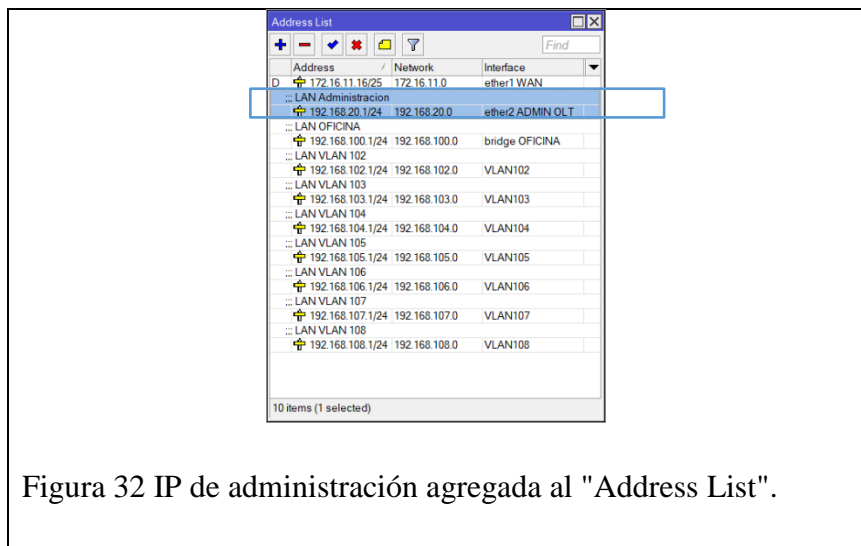 Address List
Find
Address / Network Interface
D 172.16.11.16/25 172.16.11.0 ether1 WAN
::: LAN Administracion
192.168.20.1/24 192.168.20.0 ether2 ADMIN OLT
::: LAN OFICINA
192.168.100.1/24 192.168.100.0 bridge OFICINA
::: LAN VLAN 102
192.168.102.1/24 192.168.102.0 VLAN102
::: LAN VLAN 103
192.168.103.1/24 192.168.103.0 VLAN103
::: LAN VLAN 104
192.168.104.1/24 192.168.104.0 VLAN104
::: LAN VLAN 105
192.168.105.1/24 192.168.105.0 VLAN105
::: LAN VLAN 106
192.168.106.1/24 192.168.106.0 VLAN106
::: LAN VLAN 107
192.168.107.1/24 192.168.107.0 VLAN107
::: LAN VLAN 108
192.168.108.1/24 192.168.108.0 VLAN108
10 items (1 selected)
Figura 32 IP de administración agregada al "Address List".